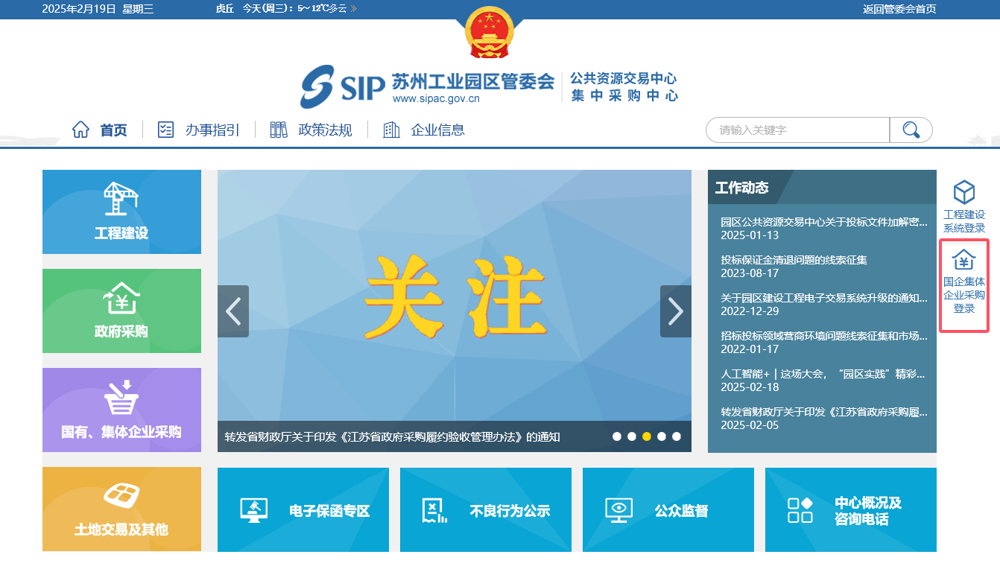 2025年2月19日 星期三
虎丘 今天(周三)：5～12℃多云
返回管委会首页
SIP 苏州工业园区管委会
www.sipac.gov.cn
公共资源交易中心
集中采购中心
首页
办事指引
政策法规
企业信息
请输入关键字
工程建设
政府采购
国有、集体企业采购
土地交易及其他
关注
转发省财政厅关于印发《江苏省政府采购履约验收管理办法》的通知
工作动态
园区公共资源交易中心关于投标文件加解密...
2025-01-13
投标保证金清退问题的线索征集
2023-08-17
关于园区建设工程电子交易系统升级的通知...
2022-12-29
招标投标领域营商环境问题线索征集和市场...
2022-01-17
人工智能+｜这场大会，“园区实践”精彩...
2025-02-18
转发省财政厅关于印发《江苏省政府采购履...
2025-02-05
工程建设
系统登录
国企集体
企业采购
登录
电子保函专区
不良行为公示
公众监督
中心概况及
咨询电话